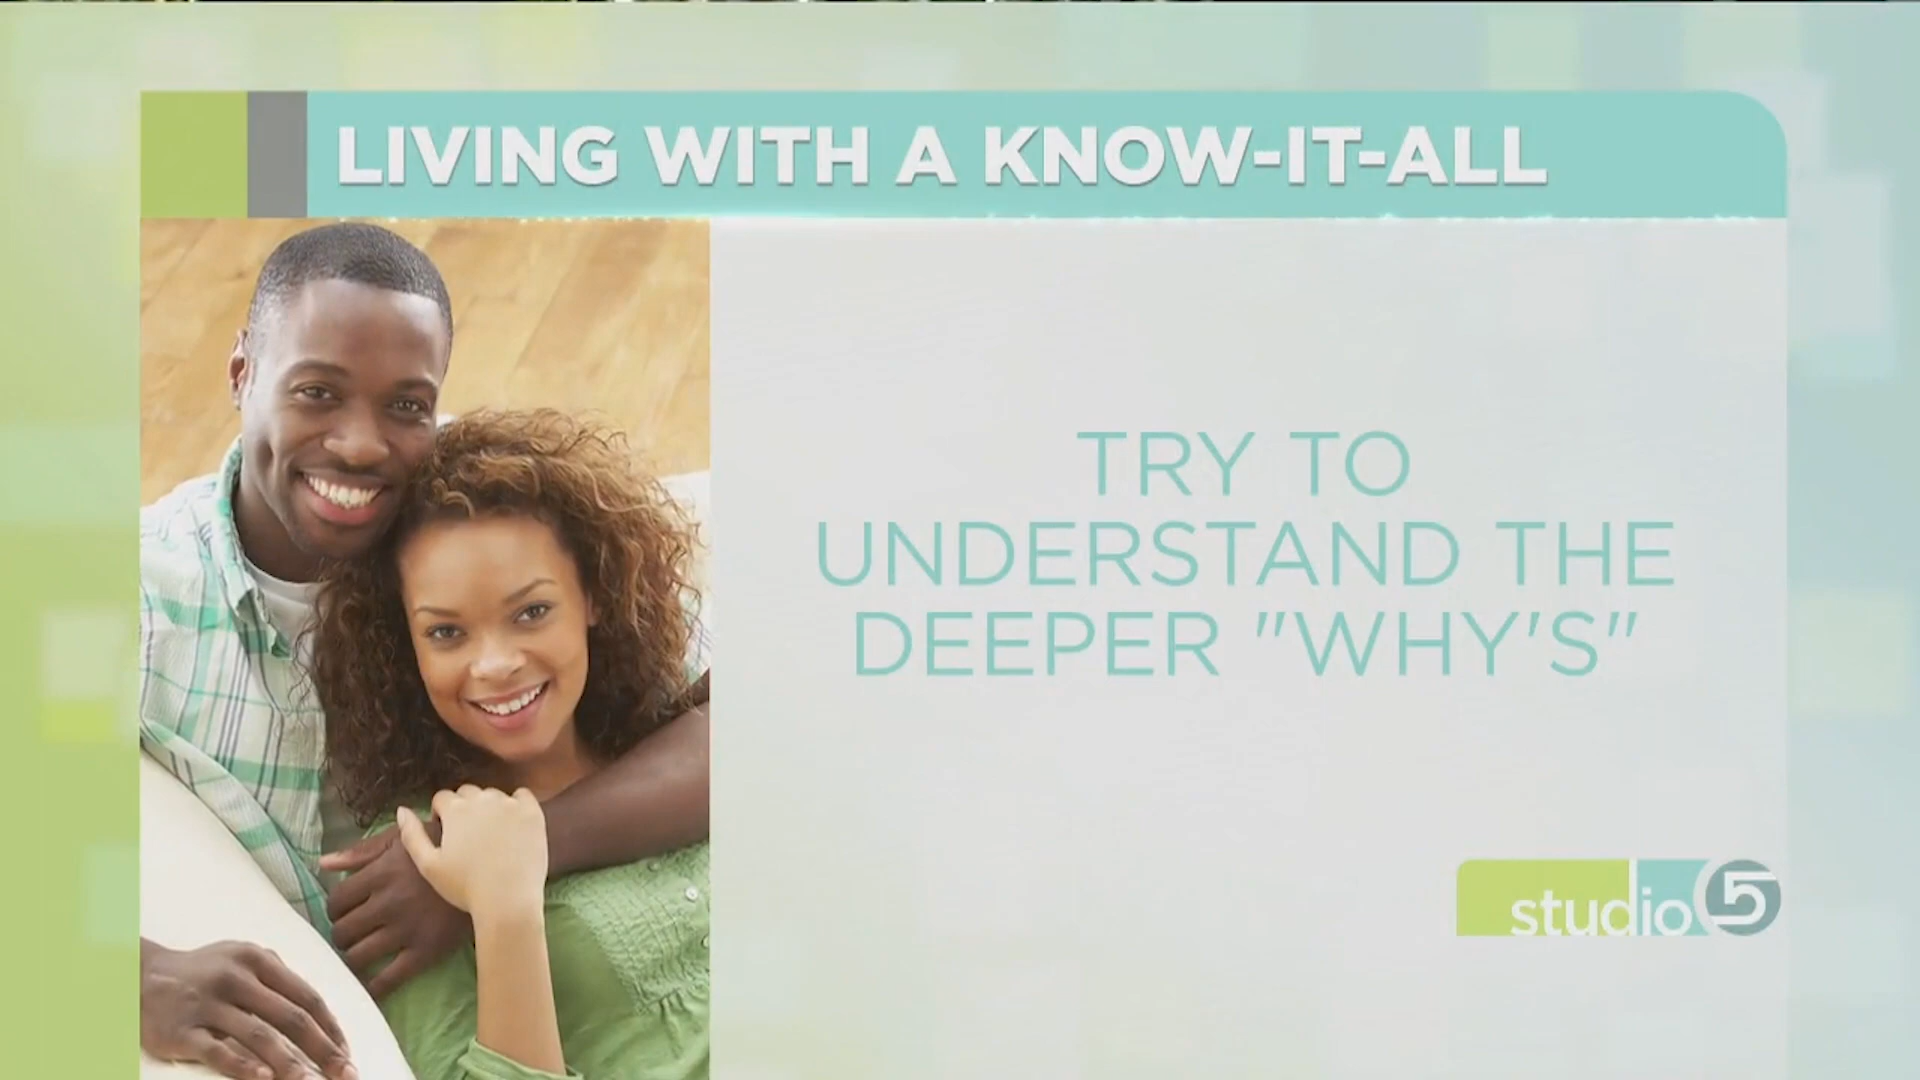 LIVING WITH A KNOW-IT-ALL
TRY TO
UNDERSTAND THE
DEEPER "WHY'S"
studio 5